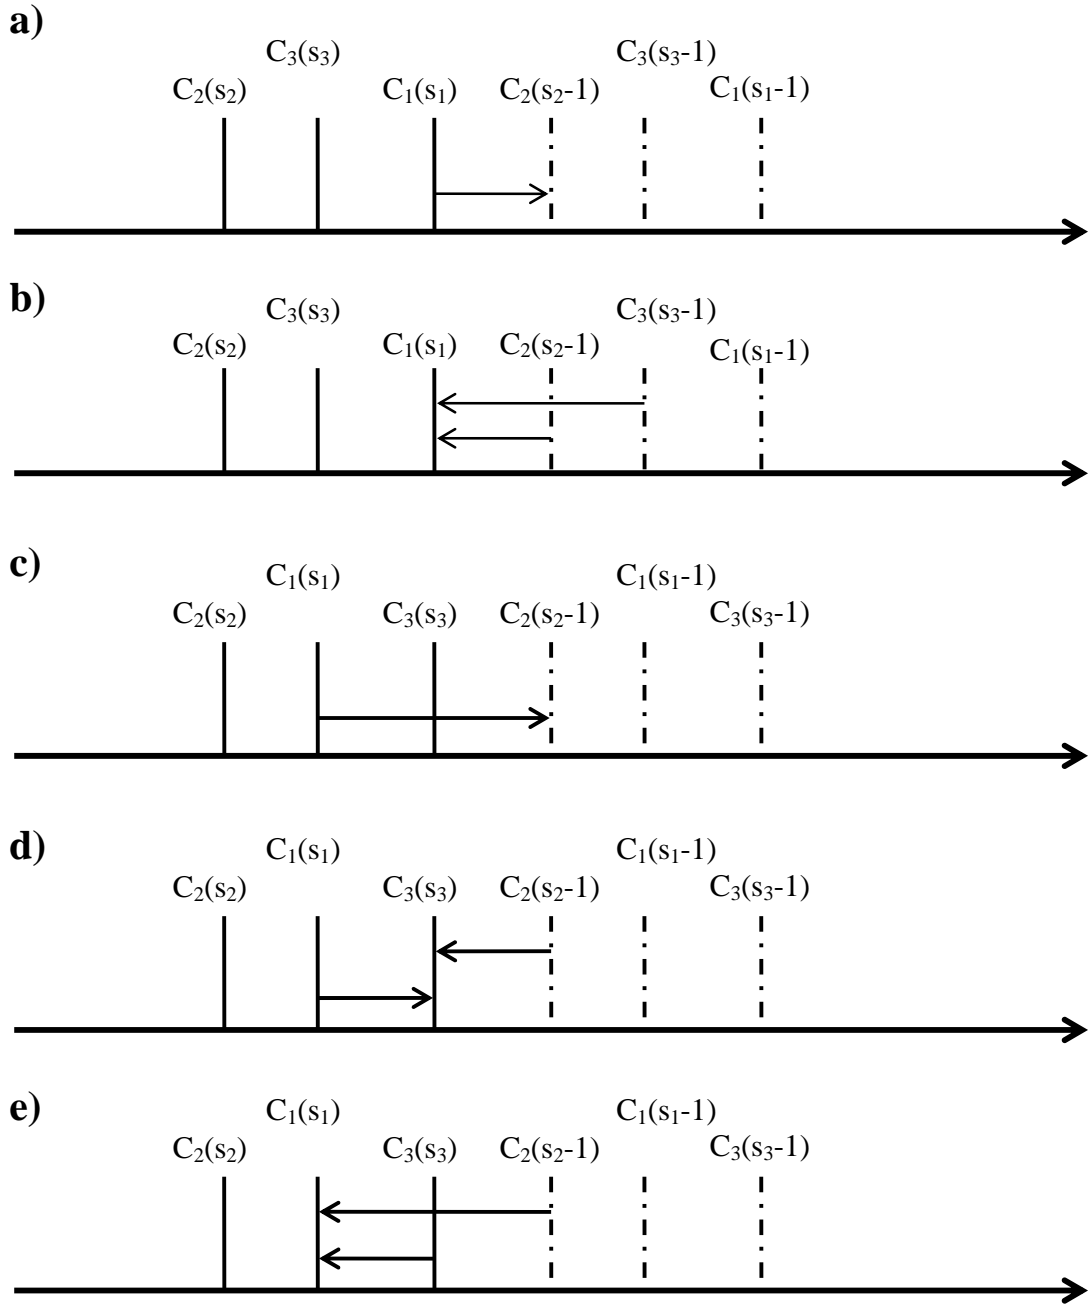 a)
C₃(s₃) C₃(s₃-1)
C₂(s₂) C₁(s₁) C₂(s₂-1) C₁(s₁-1)
b)
C₃(s₃) C₃(s₃-1)
C₂(s₂) C₁(s₁) C₂(s₂-1) C₁(s₁-1)
c)
C₁(s₁) C₁(s₁-1)
C₂(s₂) C₃(s₃) C₂(s₂-1) C₃(s₃-1)
d)
C₁(s₁) C₁(s₁-1)
C₂(s₂) C₃(s₃) C₂(s₂-1) C₃(s₃-1)
e)
C₁(s₁) C₁(s₁-1)
C₂(s₂) C₃(s₃) C₂(s₂-1) C₃(s₃-1)